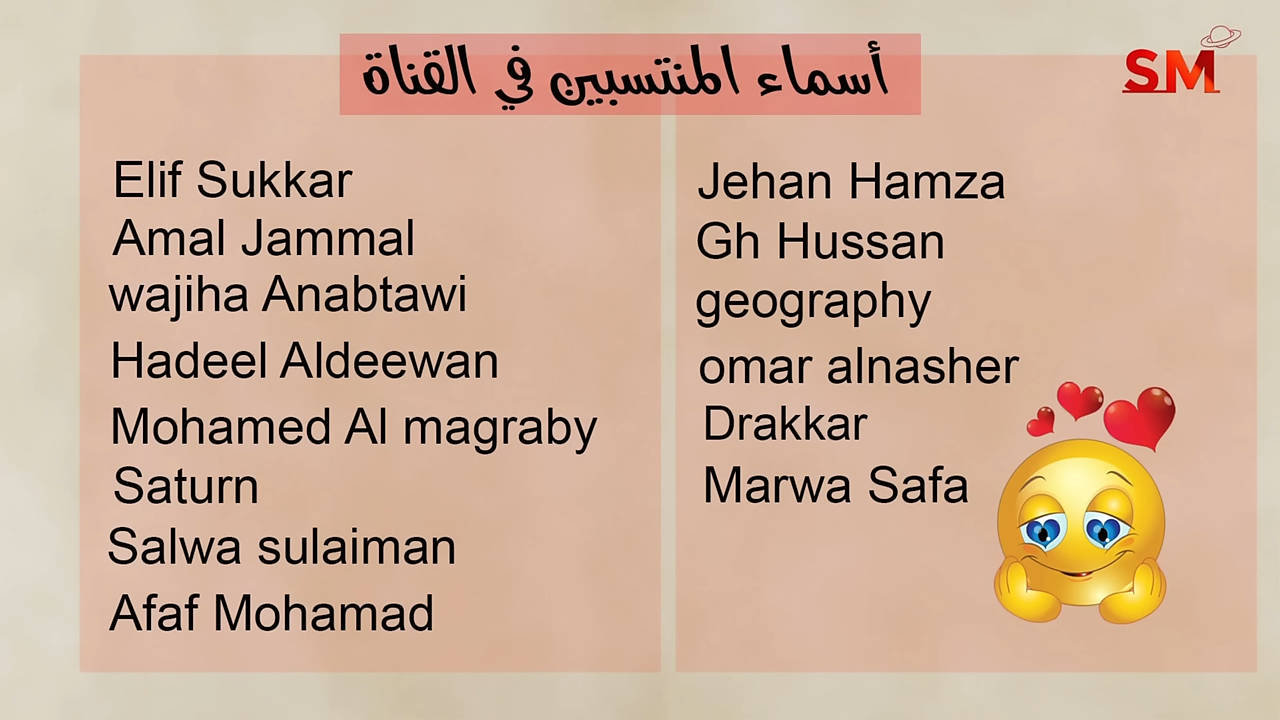 أسماء المنتسبين في القناة
SM
Elif Sukkar
Amal Jammal
wajiha Anabtawi
Hadeel Aldeewan
Mohamed Al magraby
Saturn
Salwa sulaiman
Afaf Mohamad
Jehan Hamza
Gh Hussan
geography
omar alnasher
Drakkar
Marwa Safa